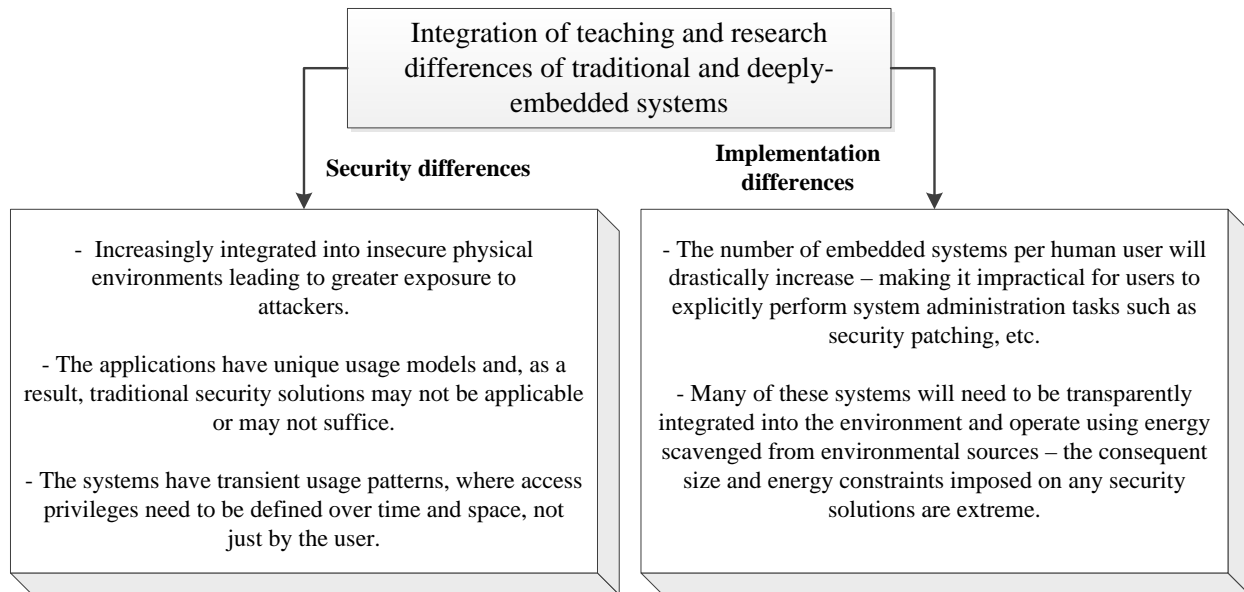 Integration of teaching and research
differences of traditional and deeply-
embedded systems
Security differences
Implementation
differences
- Increasingly integrated into insecure physical
environments leading to greater exposure to
attackers.
- The applications have unique usage models and, as a
result, traditional security solutions may not be applicable
or may not suffice.
- The systems have transient usage patterns, where access
privileges need to be defined over time and space, not
just by the user.
- The number of embedded systems per human user will
drastically increase – making it impractical for users to
explicitly perform system administration tasks such as
security patching, etc.
- Many of these systems will need to be transparently
integrated into the environment and operate using energy
scavenged from environmental sources – the consequent
size and energy constraints imposed on any security
solutions are extreme.